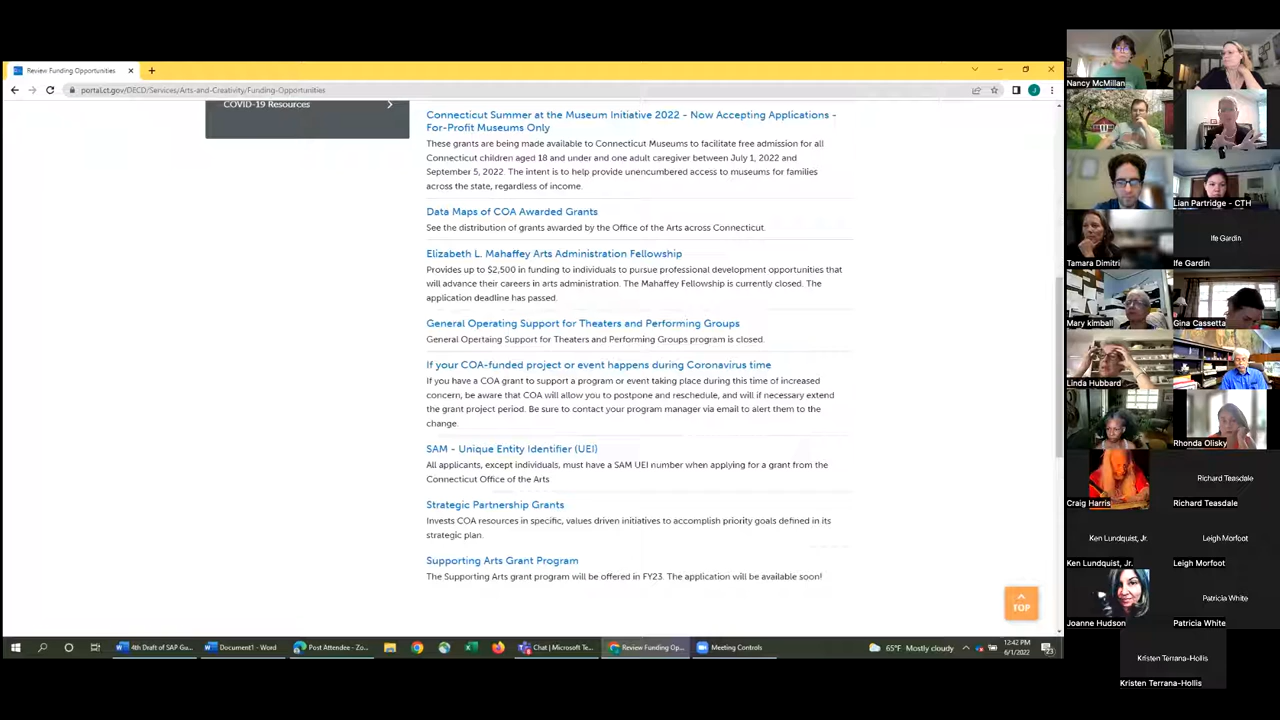 Review Funding Opportunities
portal.ct.gov/DECD/Services/Arts-and-Creativity/Funding-Opportunities
COVID-19 Resources
Connecticut Summer at the Museum Initiative 2022 - Now Accepting Applications -
For-Profit Museums Only
These grants are being made available to Connecticut Museums to facilitate free admission for all
Connecticut children aged 18 and under and one adult caregiver between July 1, 2022 and
September 5, 2022. The intent is to help provide unencumbered access to museums for families
across the state, regardless of income.
Data Maps of COA Awarded Grants
See the distribution of grants awarded by the Office of the Arts across Connecticut.
Elizabeth L. Mahaffey Arts Administration Fellowship
Provides up to $2,500 in funding to individuals to pursue professional development opportunities that
will advance their careers in arts administration. The Mahaffey Fellowship is currently closed. The
application deadline has passed.
General Operating Support for Theaters and Performing Groups
General Opertaing Support for Theaters and Performing Groups program is closed.
If your COA-funded project or event happens during Coronavirus time
If you have a COA grant to support a program or event taking place during this time of increased
concern, be aware that COA will allow you to postpone and reschedule, and will if necessary extend
the grant project period. Be sure to contact your program manager via email to alert them to the
change.
SAM - Unique Entity Identifier (UEI)
All applicants, except individuals, must have a SAM UEI number when applying for a grant from the
Connecticut Office of the Arts
Strategic Partnership Grants
Invests COA resources in specific, values driven initiatives to accomplish priority goals defined in its
strategic plan.
Supporting Arts Grant Program
The Supporting Arts grant program will be offered in FY23. The application will be available soon!
TOP
4th Draft of SAP-Gu...
Document1 - Word
Post Attendee - Zo...
Chat | Microsoft Te...
Review Funding Op...
Meeting Controls
65°F Mostly cloudy
12:42 PM
6/1/2022
23
J
Nancy McMillan
Lian Partridge - CTH
Tamara Dimitri
Ife Gardin
Ife Gardin
Mary kimball
Gina Cassetta
Linda Hubbard
Rhonda Olisky
Craig Harris
Richard Teasdale
Richard Teasdale
Ken Lundquist, Jr.
Ken Lundquist, Jr.
Leigh Morfoot
Leigh Morfoot
Joanne Hudson
Patricia White
Patricia White
Kristen Terrana-Hollis
Kristen Terrana-Hollis